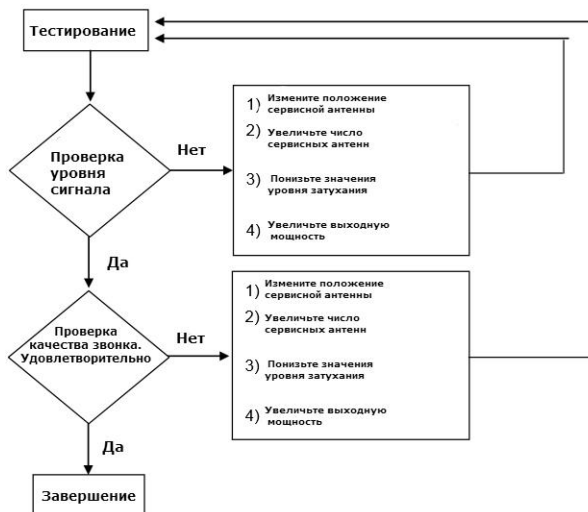 Тестирование
Проверка
уровня
сигнала
Нет
1) Измените положение
сервисной антенны
2) Увеличьте число
сервисных антенн
3) Понизьте значения
уровня затухания
4) Увеличьте выходную
мощность
Да
Проверка
качества звонка.
Удовлетворительно
Нет
1) Измените положение
сервисной антенны
2) Увеличьте число
сервисных антенн
3) Понизьте значения
уровня затухания
4) Увеличьте выходную
мощность
Да
Завершение